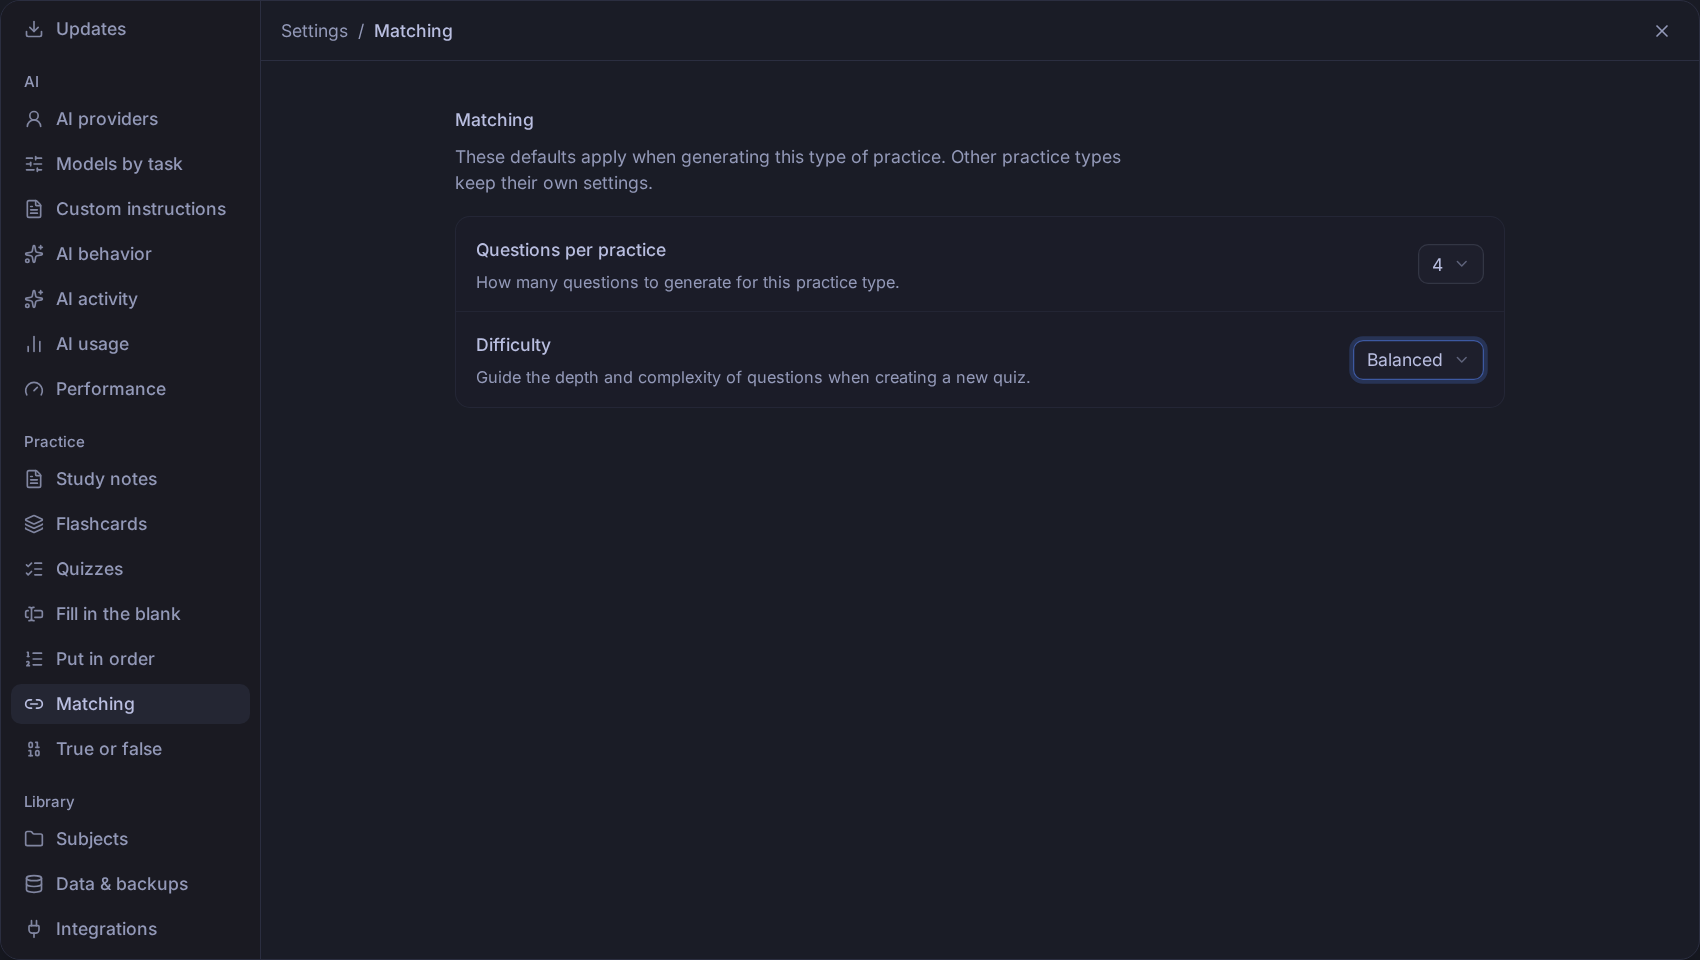 Updates
AI
AI providers
Models by task
Custom instructions
AI behavior
AI activity
AI usage
Performance
Practice
Study notes
Flashcards
Quizzes
Fill in the blank
Put in order
Matching
True or false
Library
Subjects
Data & backups
Integrations
Settings / Matching
Matching
These defaults apply when generating this type of practice. Other practice types
keep their own settings.
Questions per practice
How many questions to generate for this practice type.
4
Difficulty
Guide the depth and complexity of questions when creating a new quiz.
Balanced